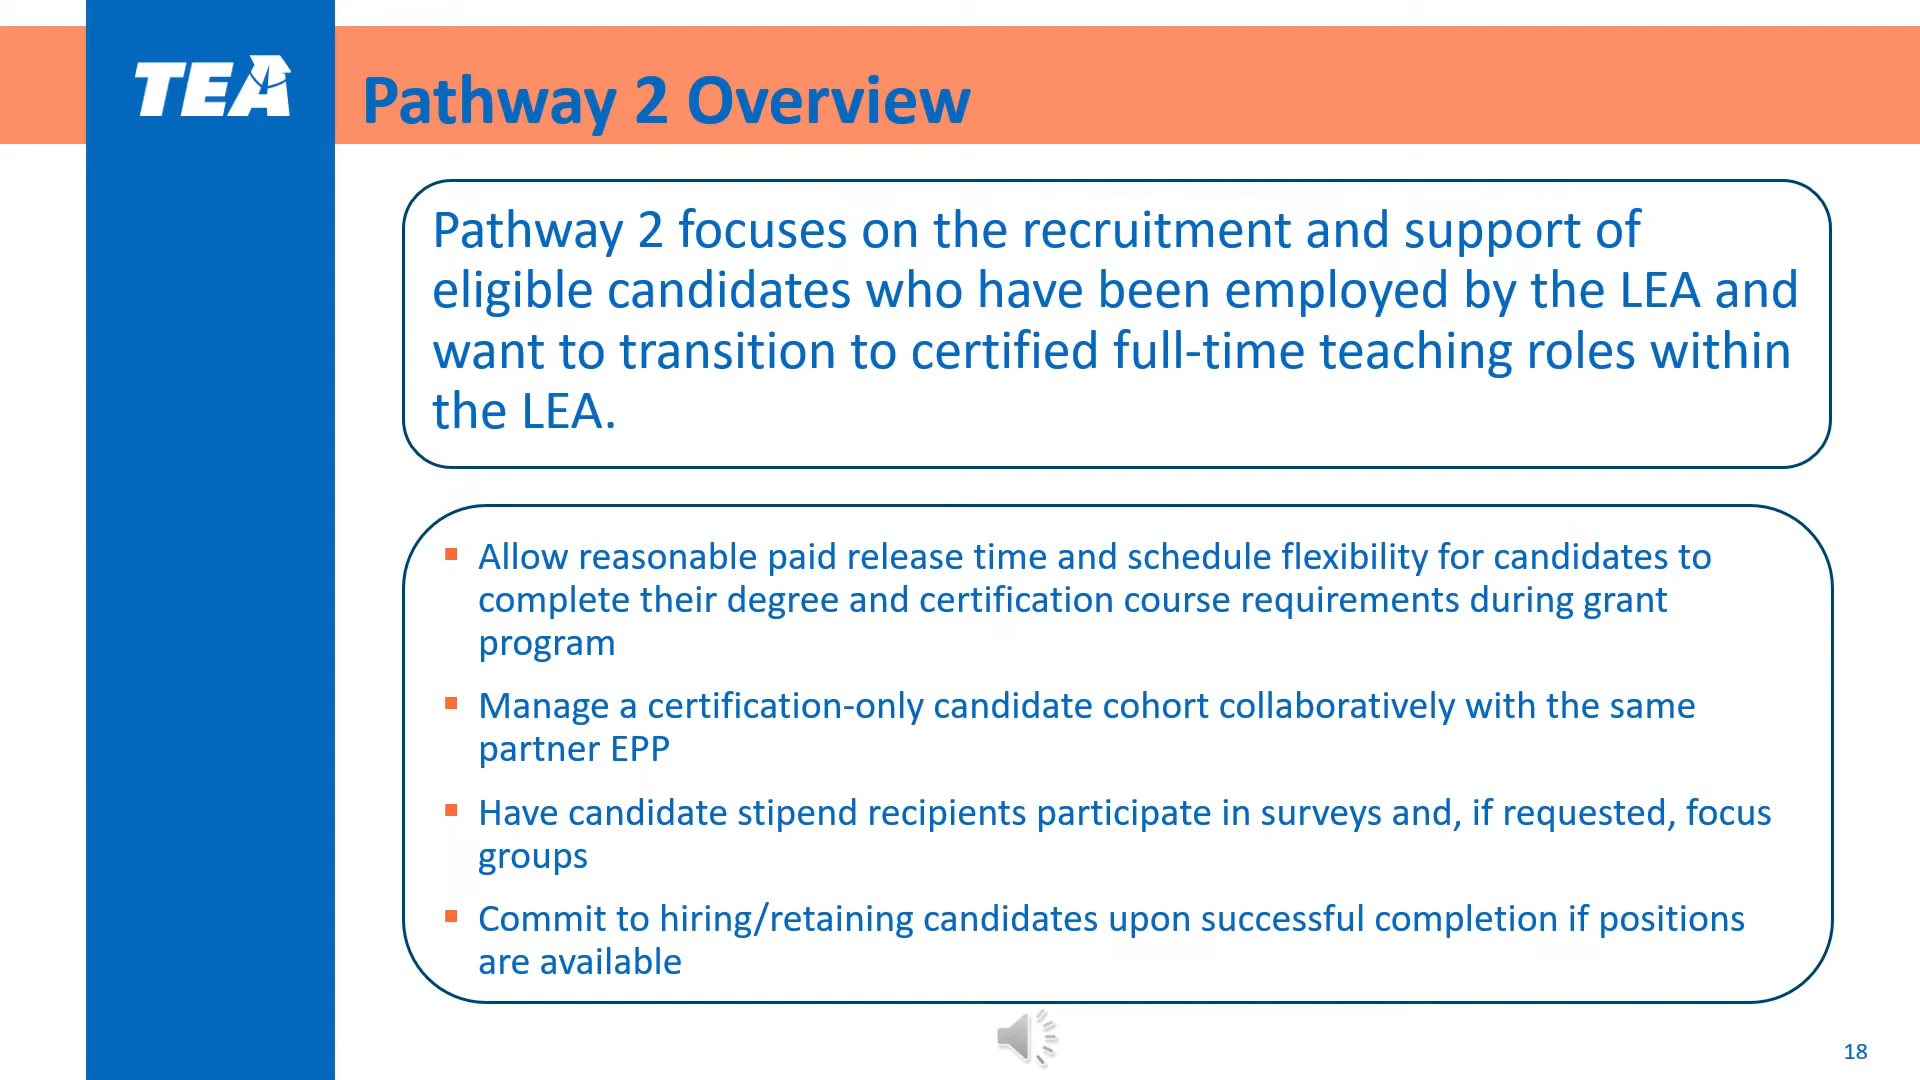 TEA
Pathway 2 Overview
Pathway 2 focuses on the recruitment and support of
eligible candidates who have been employed by the LEA and
want to transition to certified full-time teaching roles within
the LEA.
▪ Allow reasonable paid release time and schedule flexibility for candidates to
complete their degree and certification course requirements during grant
program
▪ Manage a certification-only candidate cohort collaboratively with the same
partner EPP
▪ Have candidate stipend recipients participate in surveys and, if requested, focus
groups
▪ Commit to hiring/retaining candidates upon successful completion if positions
are available
18